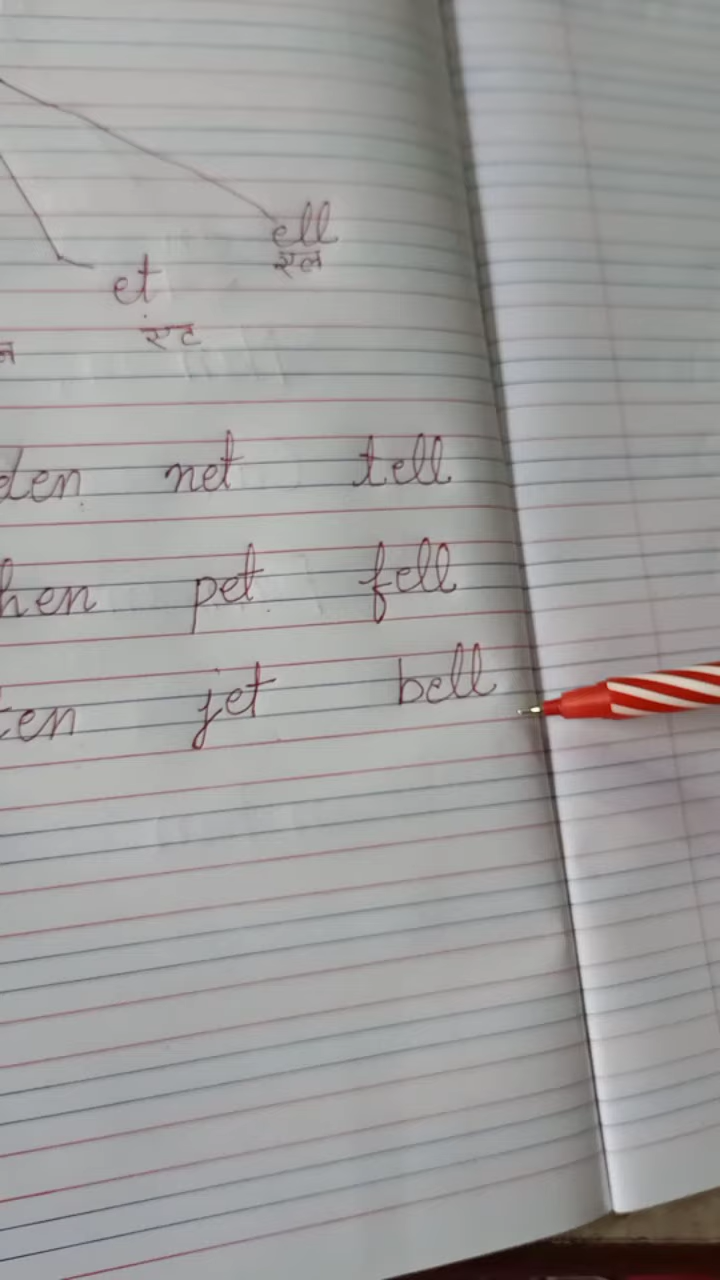 ell
एल
et
एट
den net tell
hen pet fell
ten jet bell